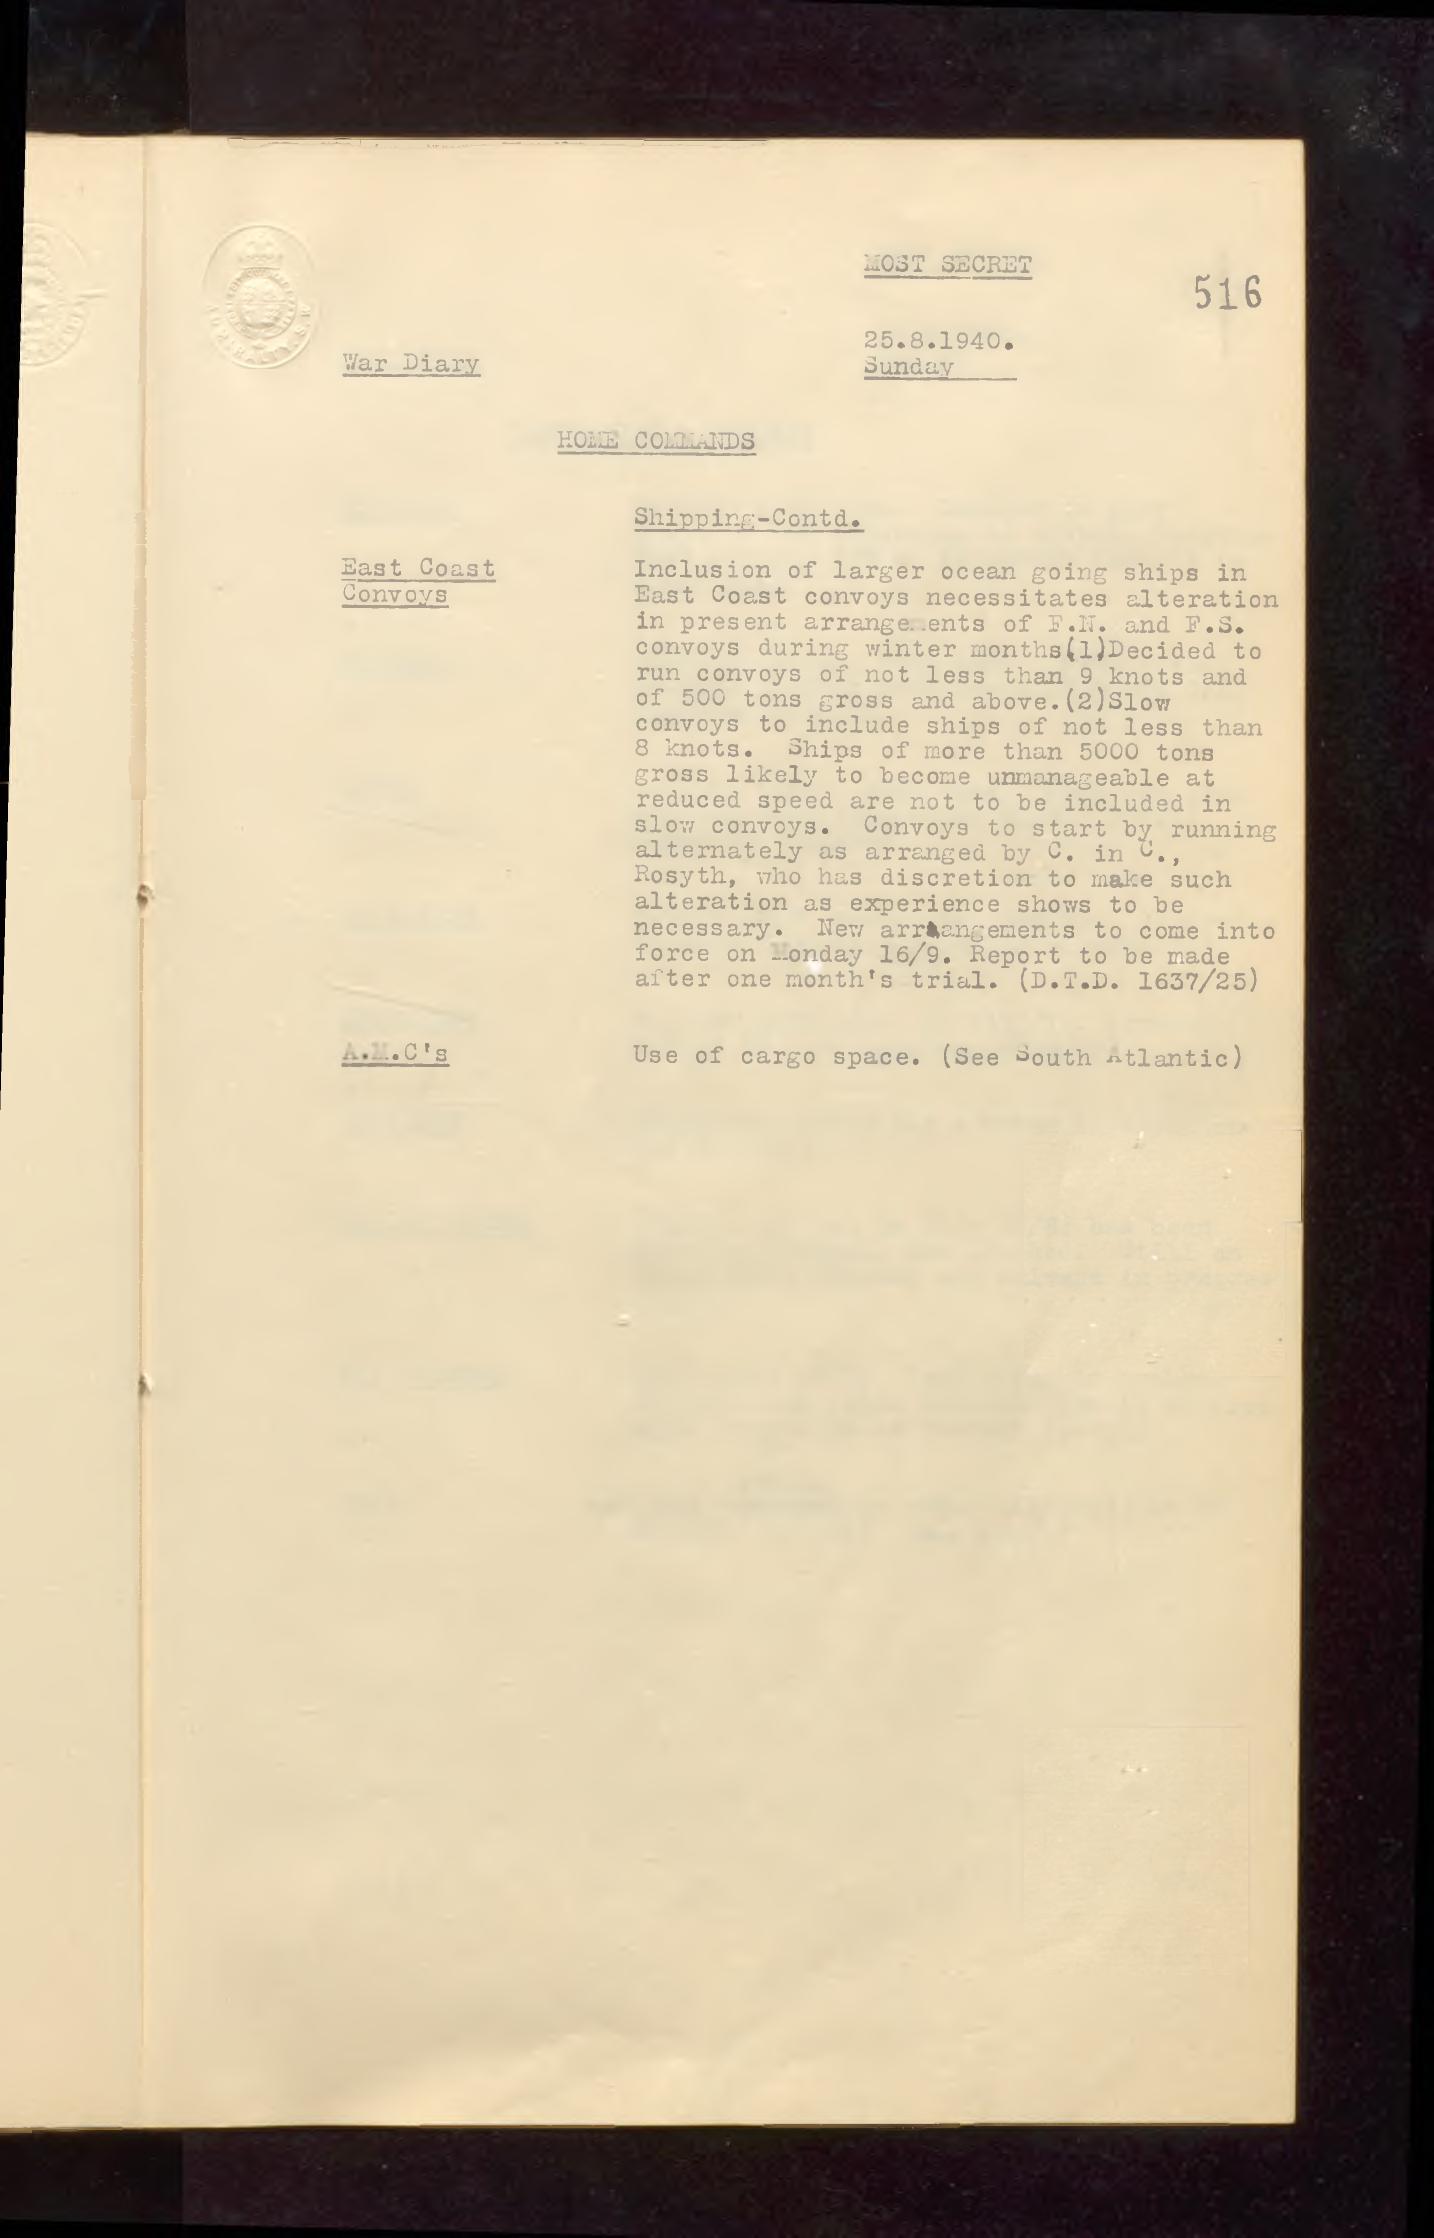 MOST SECRET
516
25.8.1940.
War Diary
Sunday
HOME COMMANDS
Shipping-Contd.
East Coast
Convoys
Inclusion of larger ocean going ships in
East Coast convoys necessitates alteration
in present arrangements of F.N. and F.S.
convoys during winter months(1)Decided to
run convoys of not less than 9 knots and
of 500 tons gross and above.(2)Slow
convoys to include ships of not less than
8 knots. Ships of more than 5000 tons
gross likely to become unmanageable at
reduced speed are not to be included in
slow convoys. Convoys to start by running
alternately as arranged by C. in C.,
Rosyth, who has discretion to make such
alteration as experience shows to be
necessary. New arrangements to come into
force on Monday 16/9. Report to be made
after one month's trial. (D.T.D. 1637/25)
A.M.C's
Use of cargo space. (See South Atlantic)